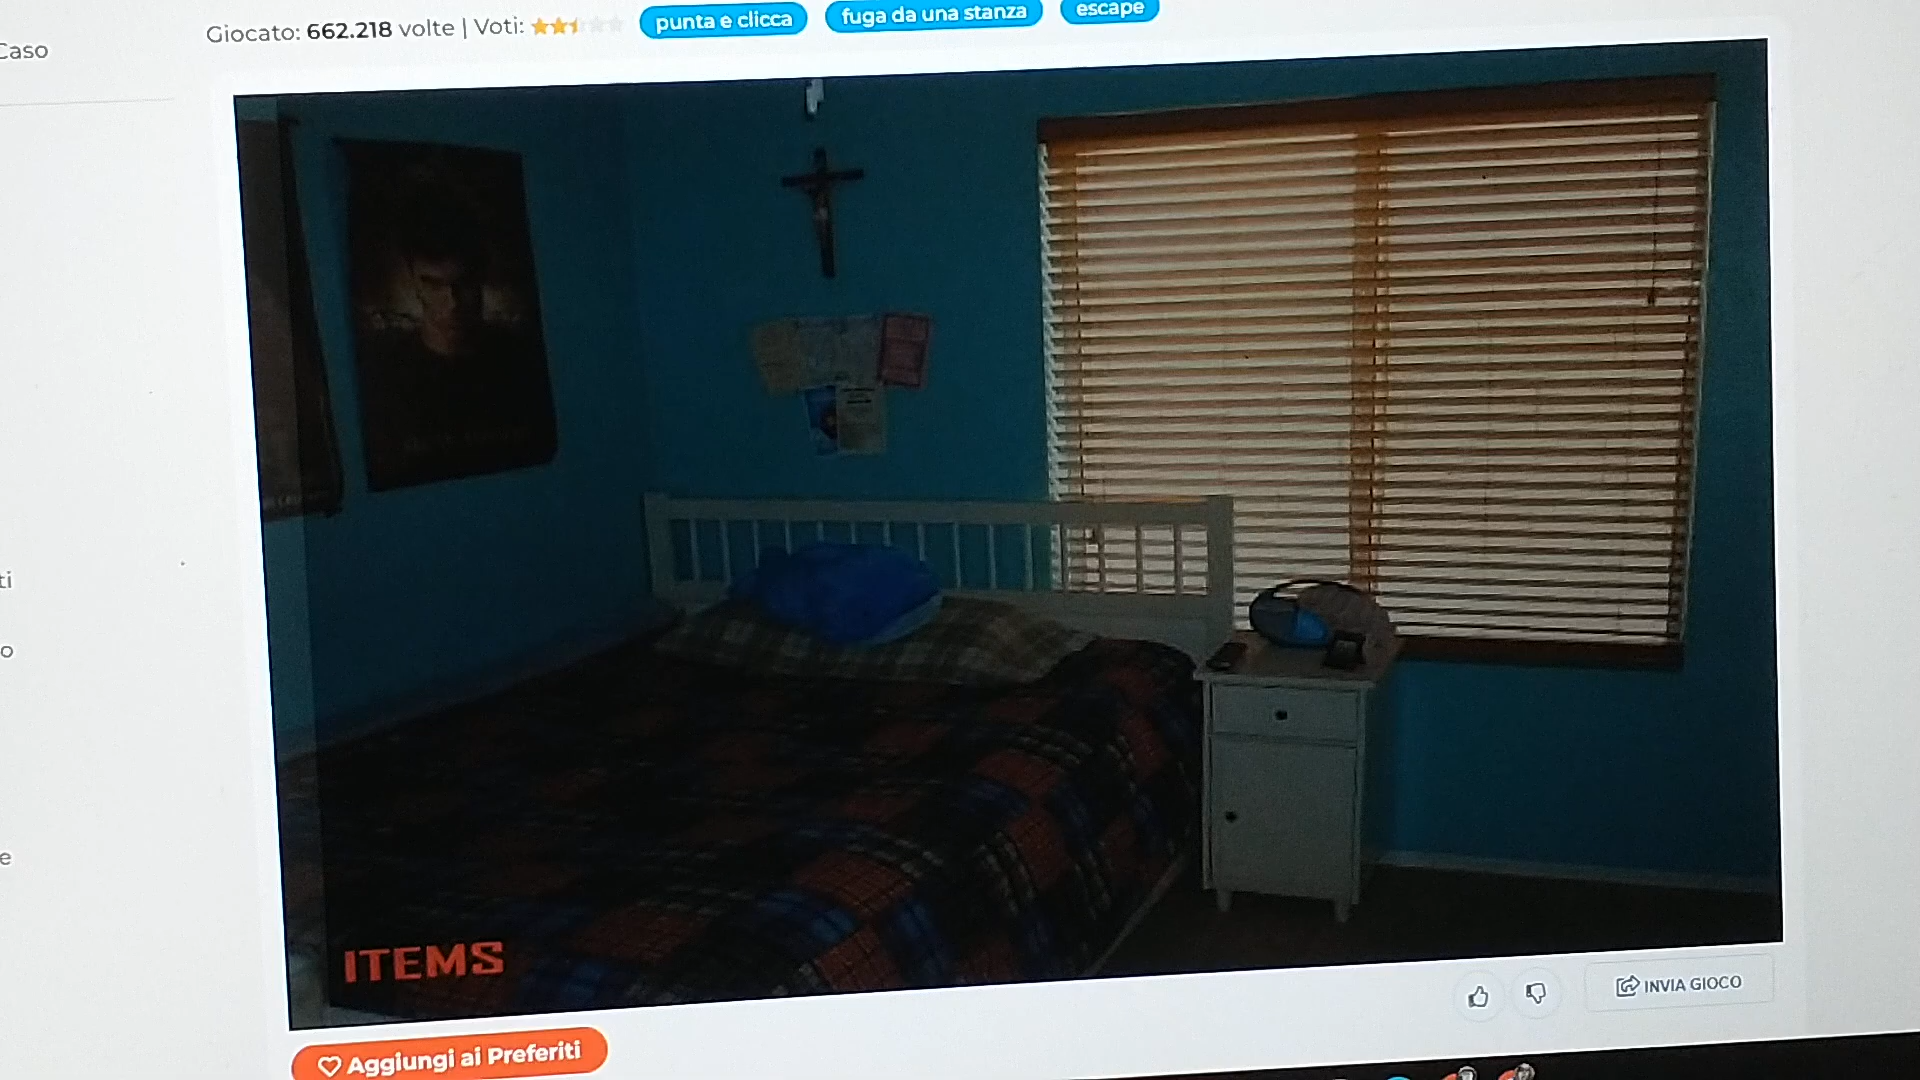 Giocato: 662.218 volte | Voti:
punta e clicca
fuga da una stanza
escape
Caso
ti
o
e
ITEMS
INVIA GIOCO
Aggiungi ai Preferiti